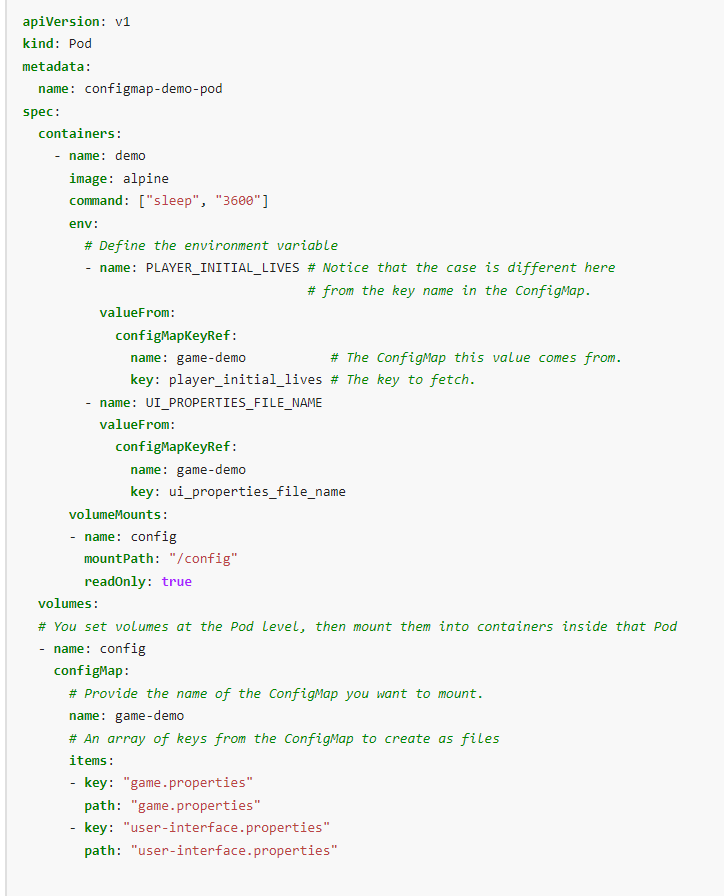 apiVersion: v1
kind: Pod
metadata:
  name: configmap-demo-pod
spec:
  containers:
    - name: demo
      image: alpine
      command: ["sleep", "3600"]
      env:
        # Define the environment variable
        - name: PLAYER_INITIAL_LIVES # Notice that the case is different here
                                     # from the key name in the ConfigMap.
          valueFrom:
            configMapKeyRef:
              name: game-demo           # The ConfigMap this value comes from.
              key: player_initial_lives # The key to fetch.
        - name: UI_PROPERTIES_FILE_NAME
          valueFrom:
            configMapKeyRef:
              name: game-demo
              key: ui_properties_file_name
      volumeMounts:
      - name: config
        mountPath: "/config"
        readOnly: true
  volumes:
  # You set volumes at the Pod level, then mount them into containers inside that Pod
  - name: config
    configMap:
      # Provide the name of the ConfigMap you want to mount.
      name: game-demo
      # An array of keys from the ConfigMap to create as files
      items:
      - key: "game.properties"
        path: "game.properties"
      - key: "user-interface.properties"
        path: "user-interface.properties"